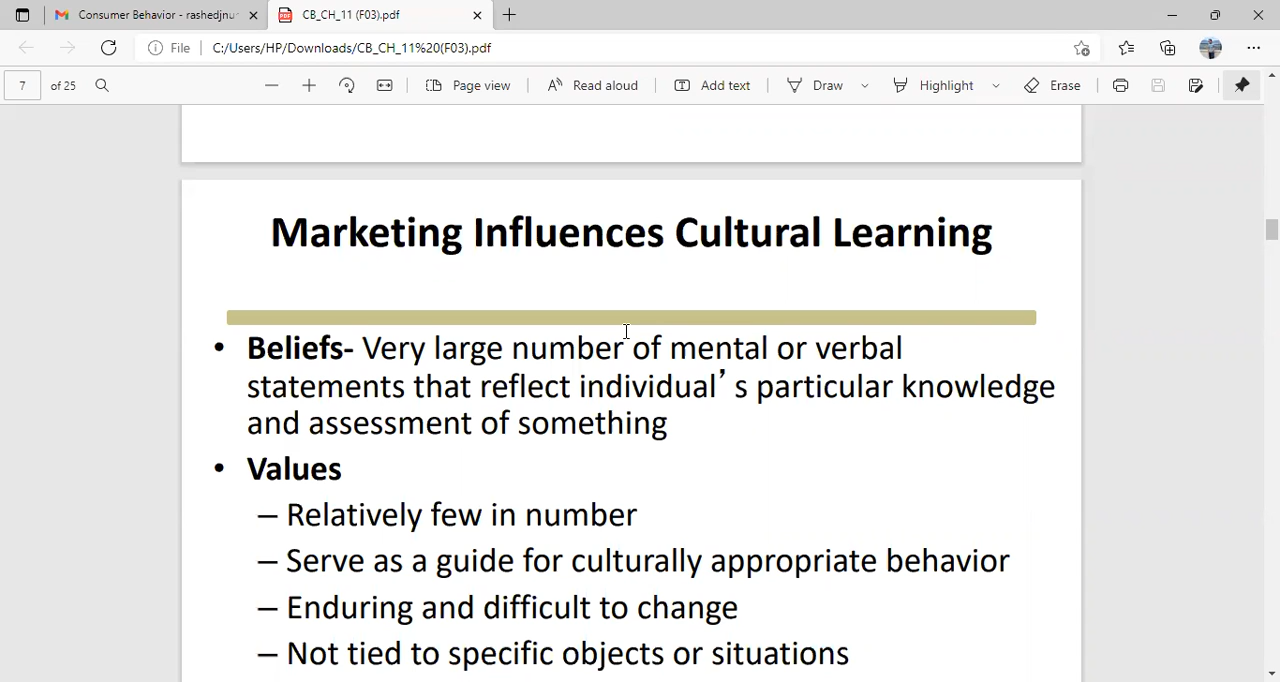 Consumer Behavior - rashedjnu
CB_CH_11 (F03).pdf
File C:/Users/HP/Downloads/CB_CH_11%20(F03).pdf
7 of 25 Page view Read aloud Add text Draw Highlight Erase
Marketing Influences Cultural Learning
• Beliefs- Very large number of mental or verbal
statements that reflect individual’ s particular knowledge
and assessment of something
• Values
– Relatively few in number
– Serve as a guide for culturally appropriate behavior
– Enduring and difficult to change
– Not tied to specific objects or situations